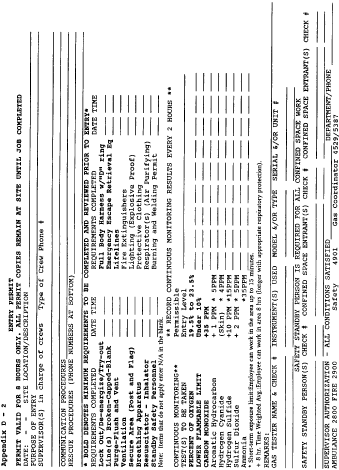 Appendix D - 2
ENTRY PERMIT
PERMIT VALID FOR 8 HOURS ONLY. ALL PERMIT COPIES REMAIN AT SITE UNTIL JOB COMPLETED
DATE: - - SITE LOCATION/DESCRIPTION
PURPOSE OF ENTRY
SUPERVISOR(S) in charge of crews Type of Crew Phone #
COMMUNICATION PROCEDURES
RESCUE PROCEDURES (PHONE NUMBERS AT BOTTOM)
* BOLD DENOTES MINIMUM REQUIREMENTS TO BE COMPLETED AND REVIEWED PRIOR TO ENTRY*
REQUIREMENTS COMPLETED DATE TIME REQUIREMENTS COMPLETED DATE TIME
Lock Out/De-energize/Try-out Full Body Harness w/"D" ring
Line(s) Broken-Capped-Blank Emergency Escape Retrieval Eq
Purge-Flush and Vent Lifelines
Ventilation Fire Extinguishers
Secure Area (Post and Flag) Lighting (Explosive Proof)
Breathing Apparatus Protective Clothing
Resuscitator - Inhalator Respirator(s) (Air Purifying)
Standby Safety Personnel Burning and Welding Permit
Note: Items that do not apply enter N/A in the blank.
** RECORD CONTINUOUS MONITORING RESULTS EVERY 2 HOURS **
CONTINUOUS MONITORING** Permissible
TEST(S) TO BE TAKEN Entry Level
PERCENT OF OXYGEN 19.5% to 23.5%
LOWER FLAMMABLE LIMIT Under 10%
CARBON MONOXIDE +35 PPM
Aromatic Hydrocarbon + 1 PPM * 5PPM
Hydrogen Cyanide (Skin) * 4PPM
Hydrogen Sulfide +10 PPM *15PPM
Sulfur Dioxide + 2 PPM * 5PPM
Ammonia *35PPM
* Short-term exposure limit:Employee can work in the area up to 15 minutes.
+ 8 hr. Time Weighted Avg.:Employee can work in area 8 hrs (longer with appropriate respiratory protection).
REMARKS:
GAS TESTER NAME & CHECK # INSTRUMENT(S) USED MODEL &/OR TYPE SERIAL &/OR UNIT #
SAFETY STANDBY PERSON IS REQUIRED FOR ALL CONFINED SPACE WORK
SAFETY STANDBY PERSON(S) CHECK # CONFINED SPACE ENTRANT(S) CHECK # CONFINED SPACE ENTRANT(S) CHECK #
SUPERVISOR AUTHORIZATION - ALL CONDITIONS SATISFIED DEPARTMENT/PHONE
AMBULANCE 2800 FIRE 2900 Safety 4901 Gas Coordinator 4529/5387